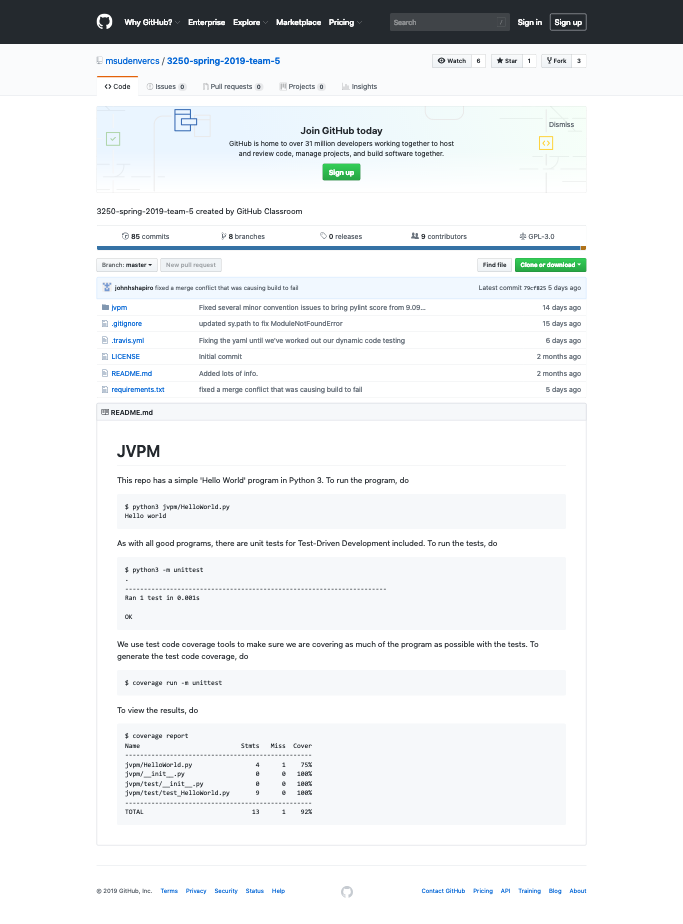 Why GitHub? Enterprise Explore Marketplace Pricing Search / Sign in Sign up
msudenvercs / 3250-spring-2019-team-5 Watch 6 Star 1 Fork 3
Code Issues 0 Pull requests 0 Projects 0 Insights
Dismiss
Join GitHub today
GitHub is home to over 31 million developers working together to host
and review code, manage projects, and build software together.
Sign up
3250-spring-2019-team-5 created by GitHub Classroom
85 commits 8 branches 0 releases 9 contributors GPL-3.0
Branch: master New pull request Find file Clone or download
johnhshapiro fixed a merge conflict that was causing build to fail Latest commit 79cf825 5 days ago
jvpm Fixed several minor convention issues to bring pylint score from 9.09... 14 days ago
.gitignore updated sy.path to fix ModuleNotFoundError 15 days ago
.travis.yml Fixing the yaml until we've worked out our dynamic code testing 6 days ago
LICENSE Initial commit 2 months ago
README.md Added lots of info. 2 months ago
requirements.txt fixed a merge conflict that was causing build to fail 5 days ago
README.md
JVPM
This repo has a simple 'Hello World' program in Python 3. To run the program, do
$ python3 jvpm/HelloWorld.py
Hello world
As with all good programs, there are unit tests for Test-Driven Development included. To run the tests, do
$ python3 -m unittest
.
----------------------------------------------------------------------
Ran 1 test in 0.001s
OK
We use test code coverage tools to make sure we are covering as much of the program as possible with the tests. To
generate the test code coverage, do
$ coverage run -m unittest
To view the results, do
$ coverage report
Name Stmts Miss Cover
--------------------------------------------------
jvpm/HelloWorld.py 4 1 75%
jvpm/__init__.py 0 0 100%
jvpm/test/__init__.py 0 0 100%
jvpm/test/test_HelloWorld.py 9 0 100%
--------------------------------------------------
TOTAL 13 1 92%
© 2019 GitHub, Inc. Terms Privacy Security Status Help Contact GitHub Pricing API Training Blog About